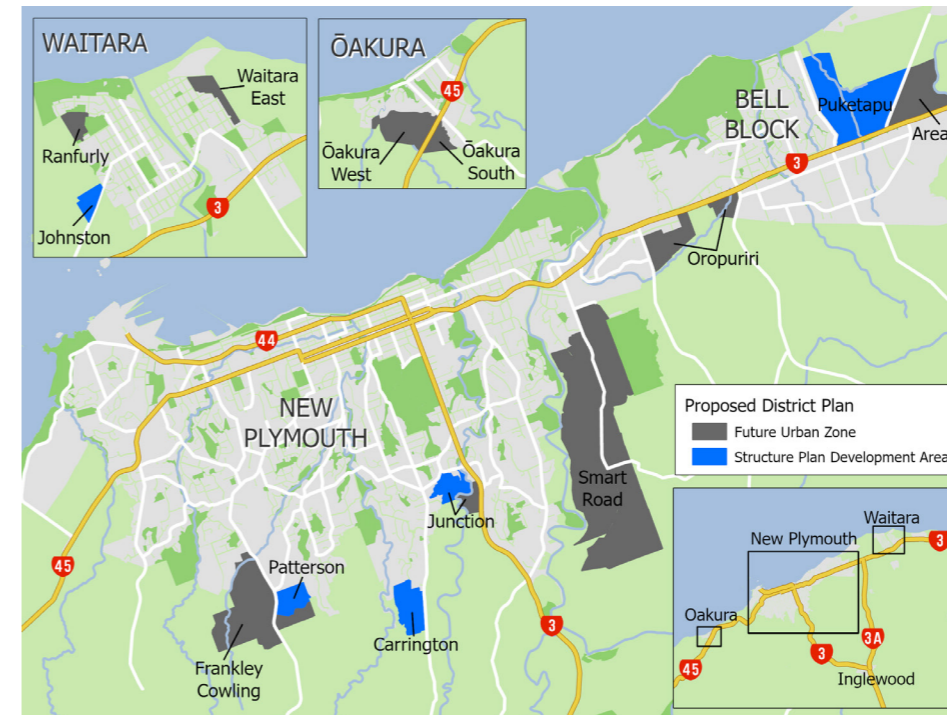 WAITARA
Waitara
East
Ranfurly
Johnston
3
ŌAKURA
45
Ōakura
West
Ōakura
South
BELL
BLOCK
Puketapu
Area
3
Oropuriri
44
NEW
PLYMOUTH
Smart
Road
Junction
Patterson
Carrington
Frankley
Cowling
45
3
Proposed District Plan
Future Urban Zone
Structure Plan Development Area
Waitara
New Plymouth
3
Oakura
3A
3
45
Inglewood